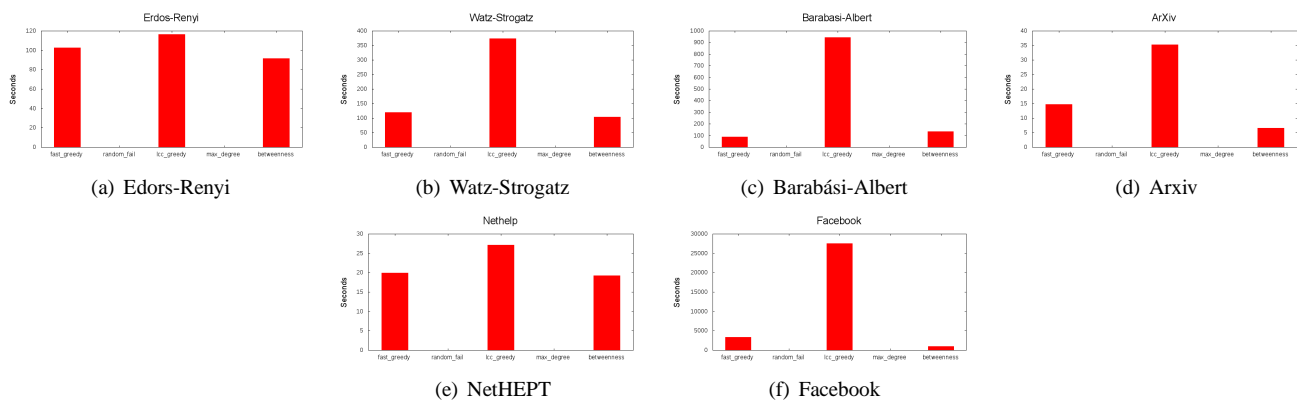 Erdos-Renyi
120
100
80
60
40
20
0
Seconds
fast_greedy random_fail lcc_greedy max_degree betweenness
(a) Edors-Renyi
Watz-Strogatz
400
350
300
250
200
150
100
50
0
Seconds
fast_greedy random_fail lcc_greedy max_degree betweenness
(b) Watz-Strogatz
Barabasi-Albert
1000
900
800
700
600
500
400
300
200
100
0
Seconds
fast_greedy random_fail lcc_greedy max_degree betweenness
(c) Barabási-Albert
ArXiv
40
35
30
25
20
15
10
5
0
Seconds
fast_greedy random_fail lcc_greedy max_degree betweenness
(d) Arxiv
Nethelp
30
25
20
15
10
5
0
Seconds
fast_greedy random_fail lcc_greedy max_degree betweenness
(e) NetHEPT
Facebook
30000
25000
20000
15000
10000
5000
0
Seconds
fast_greedy random_fail lcc_greedy max_degree betweenness
(f) Facebook